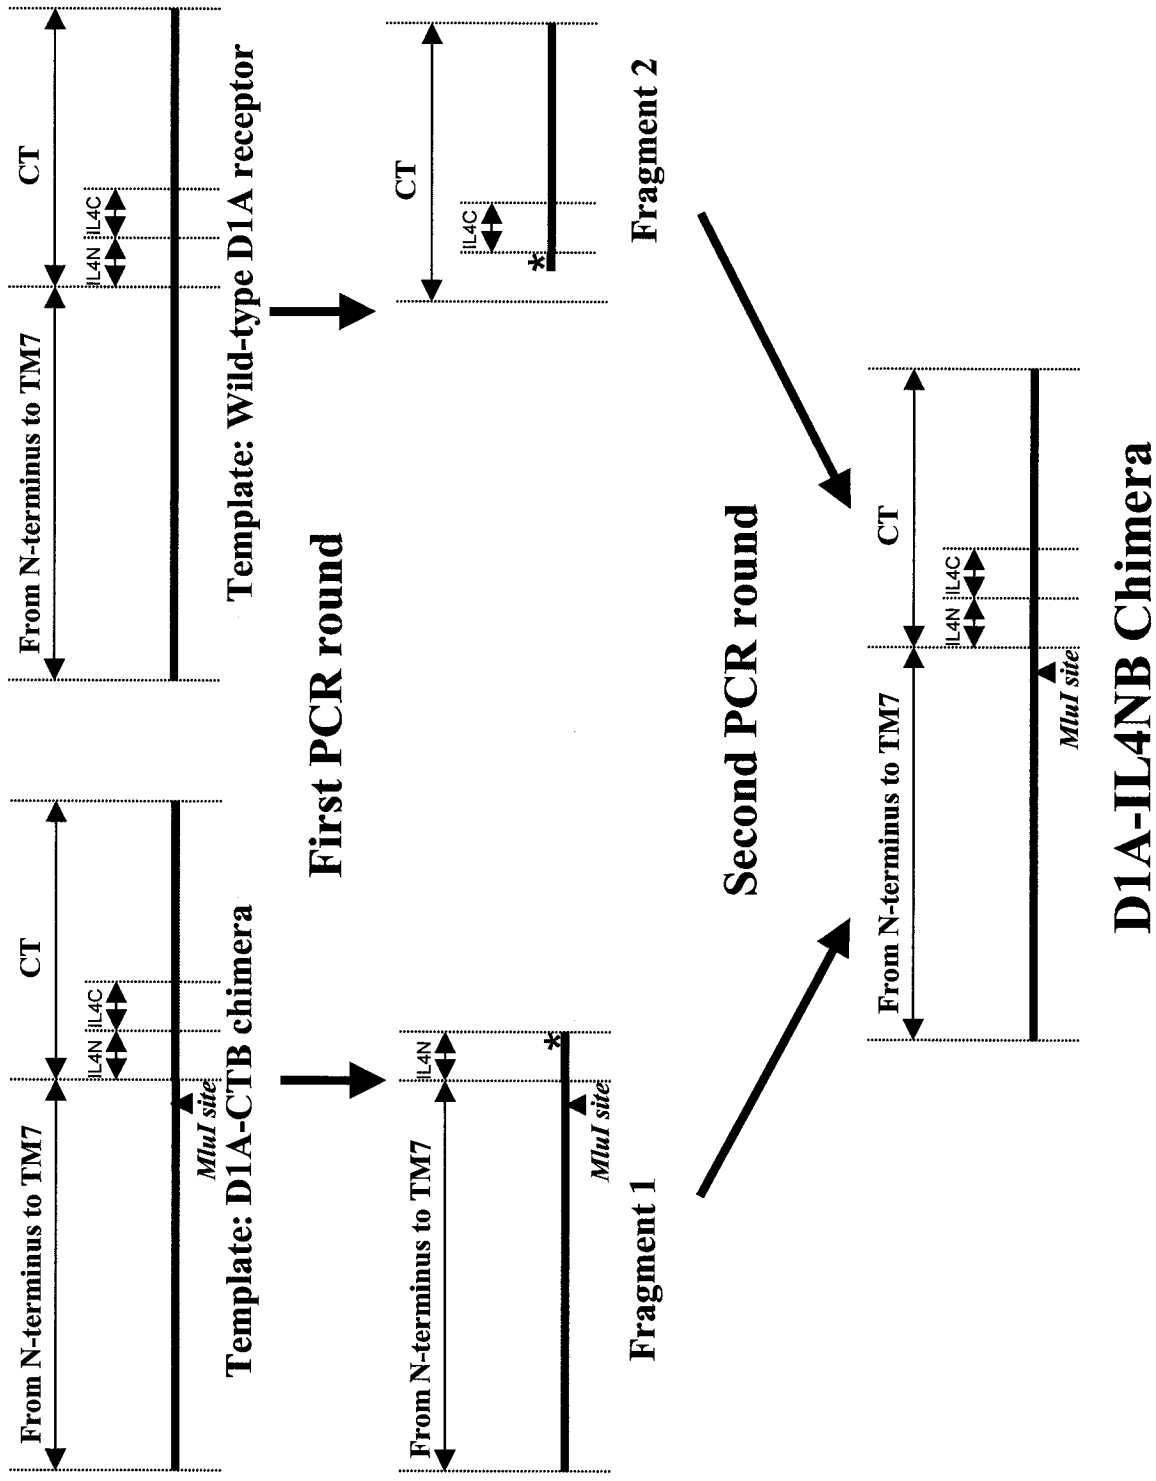 From N-terminus to TM7
CT
IL4N
IL4C
MluI site
Template: D1A-CTB chimera
From N-terminus to TM7
CT
IL4N
IL4C
Template: Wild-type D1A receptor
First PCR round
From N-terminus to TM7
IL4N
*
MluI site
Fragment 1
CT
IL4C
*
Fragment 2
Second PCR round
From N-terminus to TM7
CT
IL4N
IL4C
MluI site
D1A-IL4NB Chimera